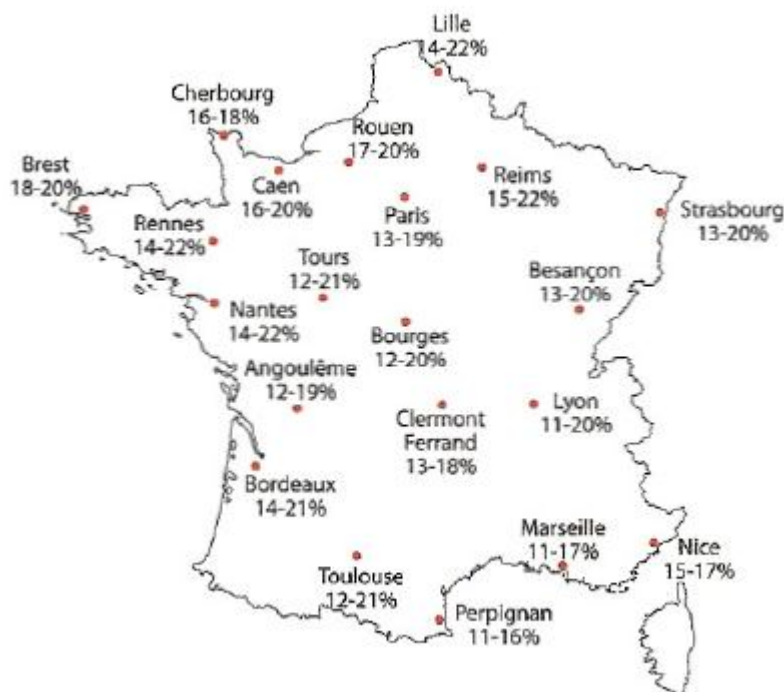 Lille
14-22%
Cherbourg
16-18%
Rouen
17-20%
Reims
15-22%
Brest
18-20%
Caen
16-20%
Paris
13-19%
Strasbourg
13-20%
Rennes
14-22%
Tours
12-21%
Besançon
13-20%
Nantes
14-22%
Bourges
12-20%
Angoulême
12-19%
Clermont
Ferrand
13-18%
Lyon
11-20%
Bordeaux
14-21%
Marseille
11-17%
Nice
15-17%
Toulouse
12-21%
Perpignan
11-16%